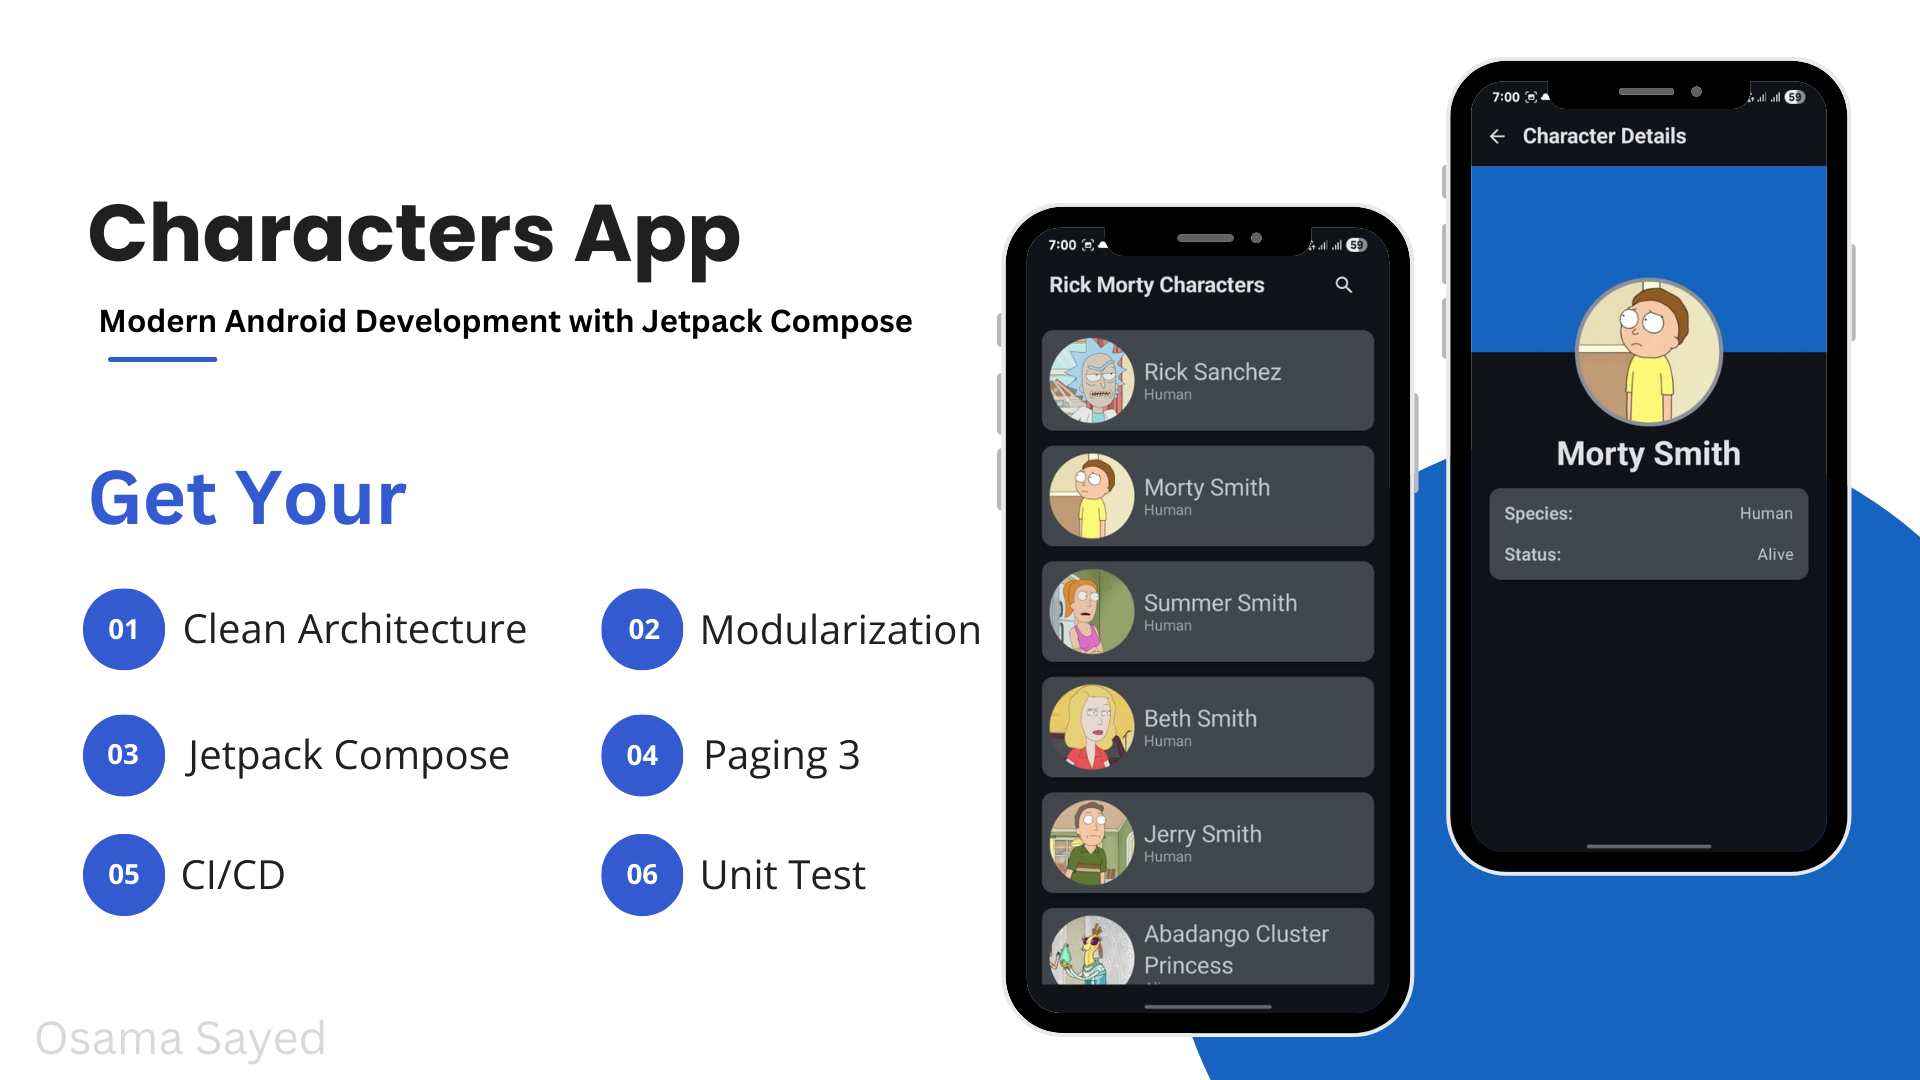 Characters App
Modern Android Development with Jetpack Compose
Get Your
01 Clean Architecture
02 Modularization
03 Jetpack Compose
04 Paging 3
05 CI/CD
06 Unit Test
Osama Sayed
7:00 59
Rick Morty Characters
Rick Sanchez
Human
Morty Smith
Human
Summer Smith
Human
Beth Smith
Human
Jerry Smith
Human
Abadango Cluster
Princess
7:00 59
Character Details
Morty Smith
Species: Human
Status: Alive